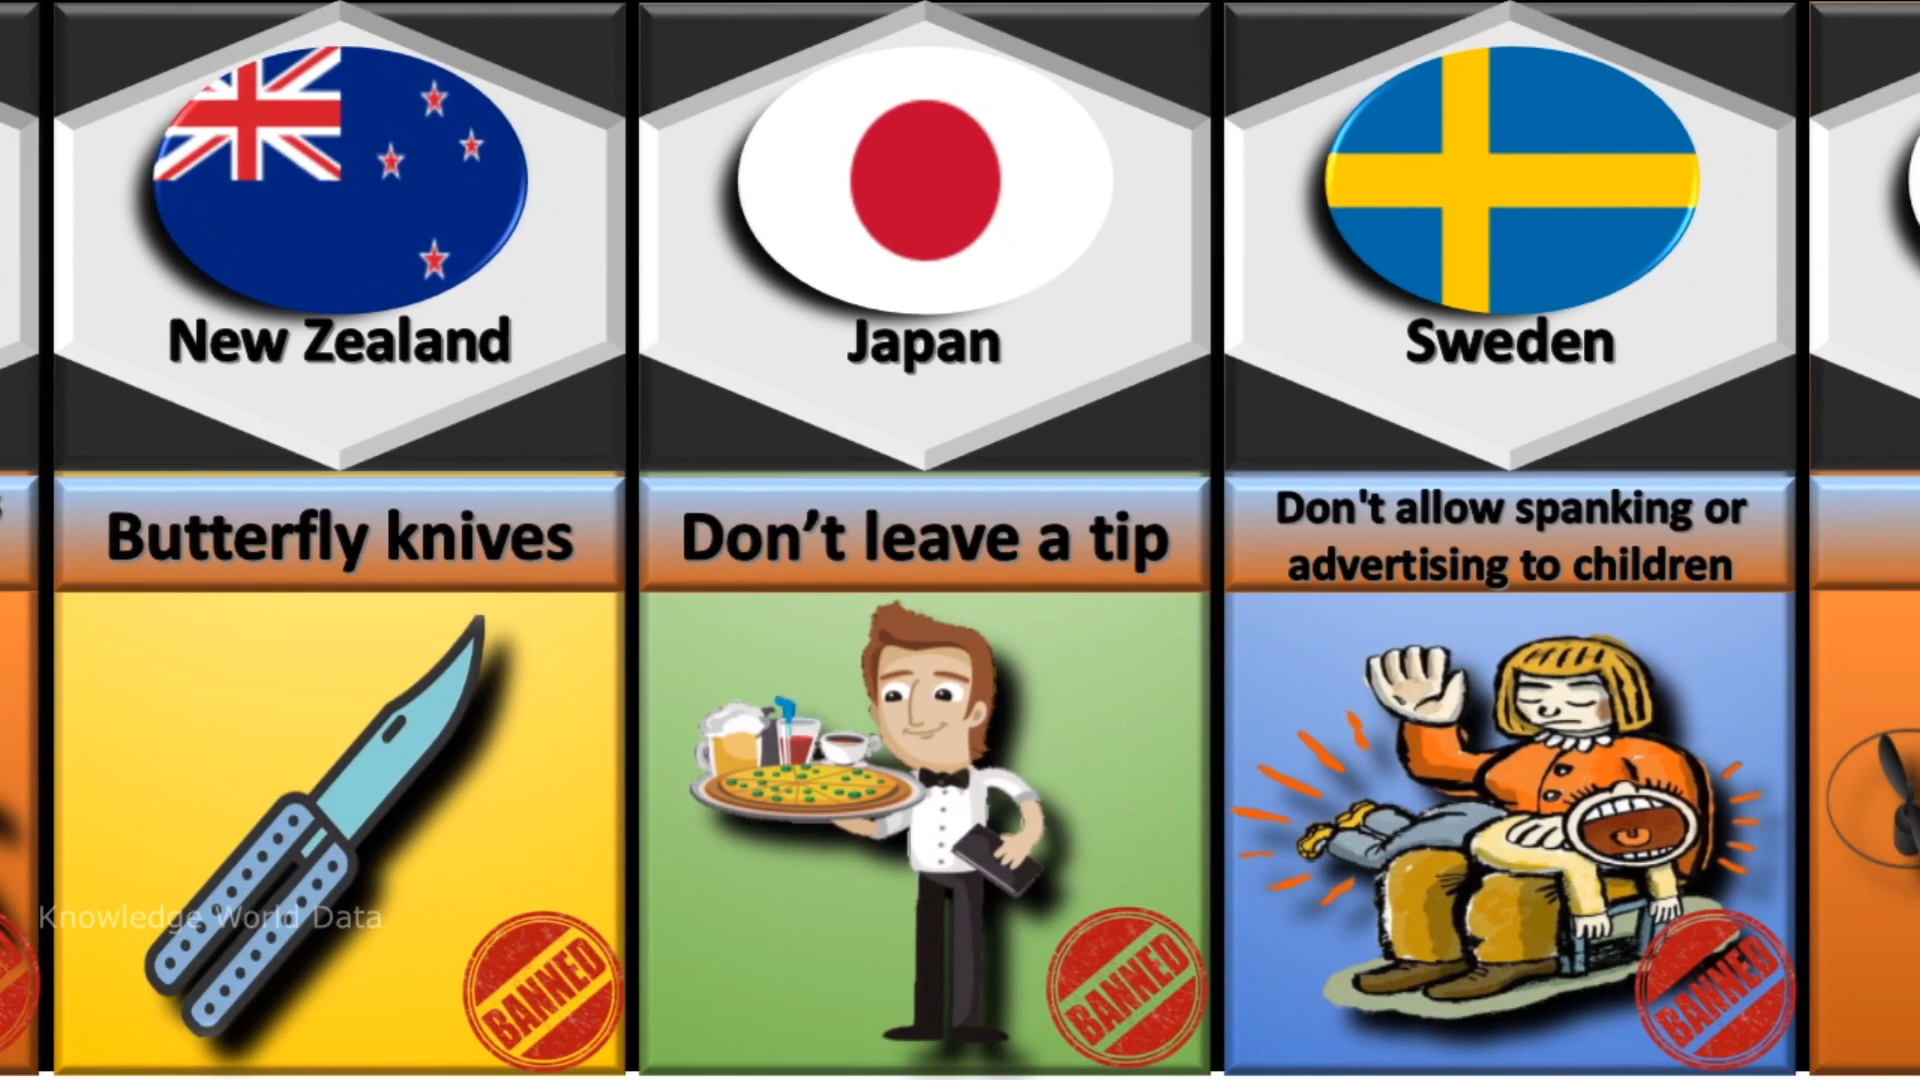 New Zealand
Japan
Sweden
Butterfly knives
Don’t leave a tip
Don't allow spanking or
advertising to children
Knowledge World Data
BANNED
BANNED
BANNED